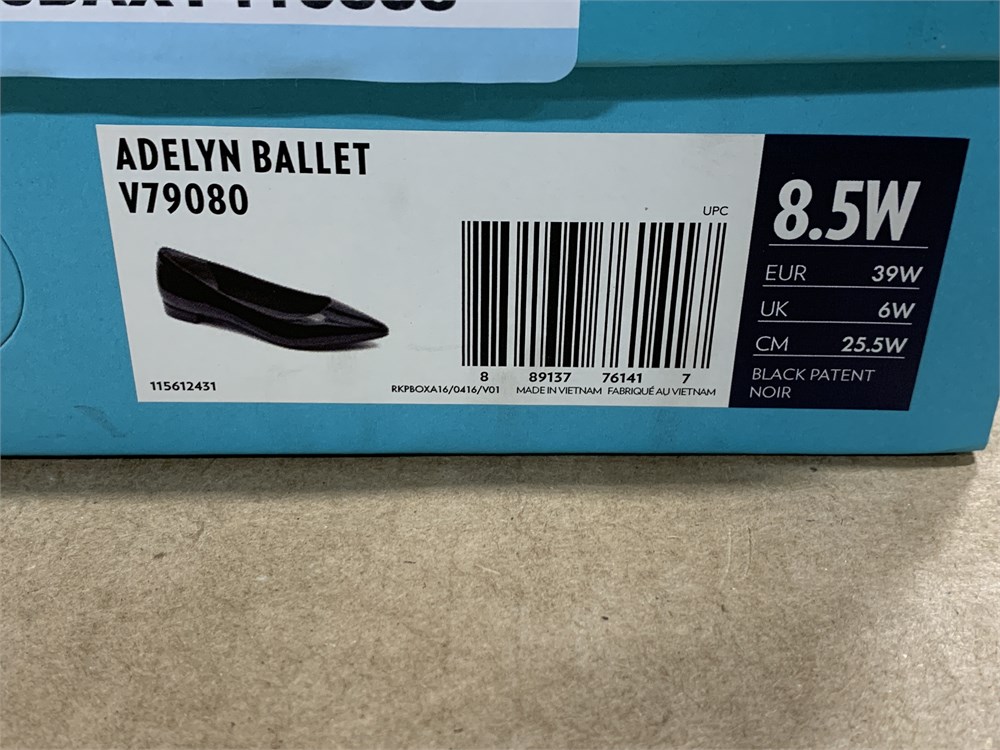 ADELYN BALLET
V79080
UPC
8 89137 76141 7
115612431
RKPBOXA16/0416/V01 MADE IN VIETNAM FABRIQUÉ AU VIETNAM
8.5W
EUR 39W
UK 6W
CM 25.5W
BLACK PATENT
NOIR